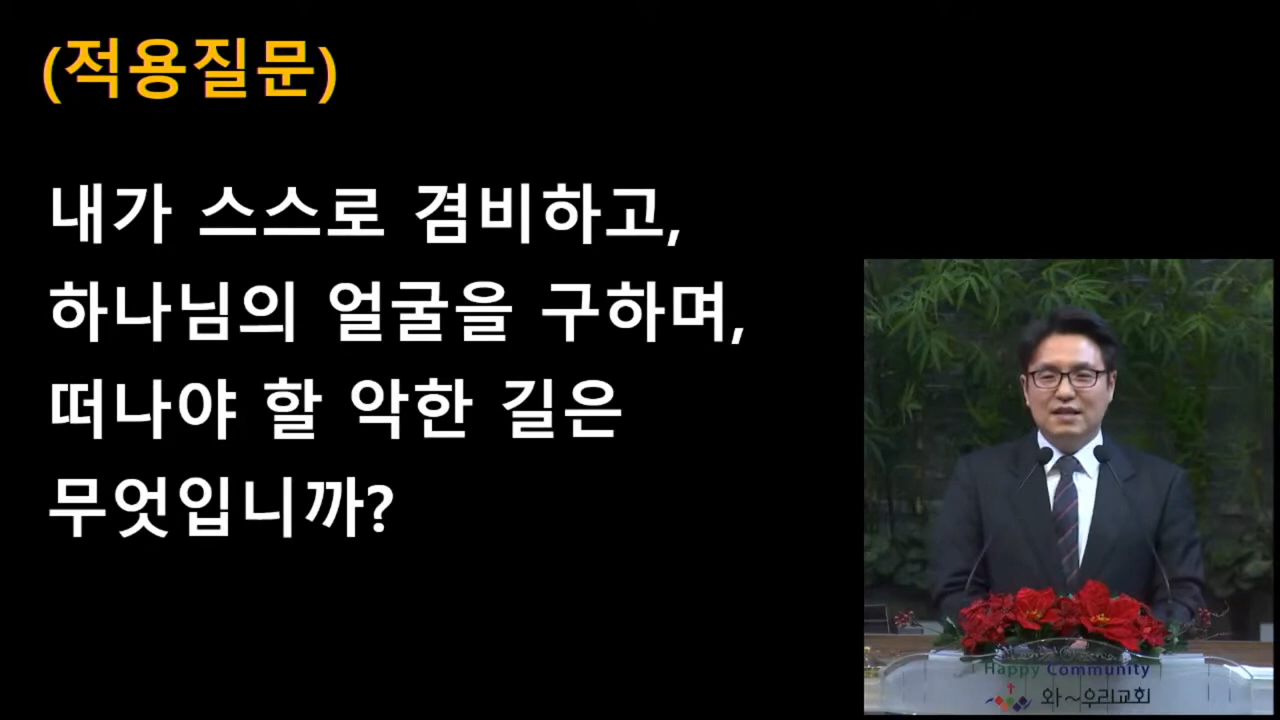 (적용질문)
내가 스스로 겸비하고,
하나님의 얼굴을 구하며,
떠나야 할 악한 길은
무엇입니까?
Happy Community
와~우리교회